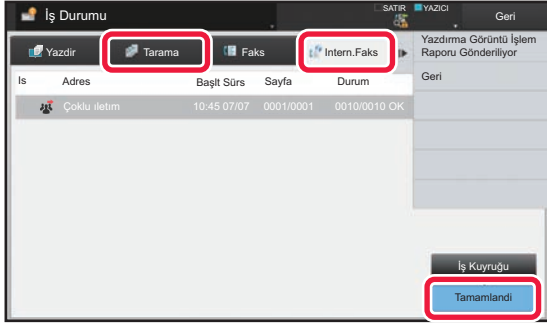 İş Durumu
SATIR
YAZICI
Geri
Yazdir
Tarama
Faks
Intern.Faks
Yazdırma Görüntü İşlem
Raporu Gönderiliyor
Geri
Is Adres Başlt Sürs Sayfa Durum
Çoklu ıletim 10:45 07/07 0001/0001 0010/0010 OK
İş Kuyruğu
Tamamlandi